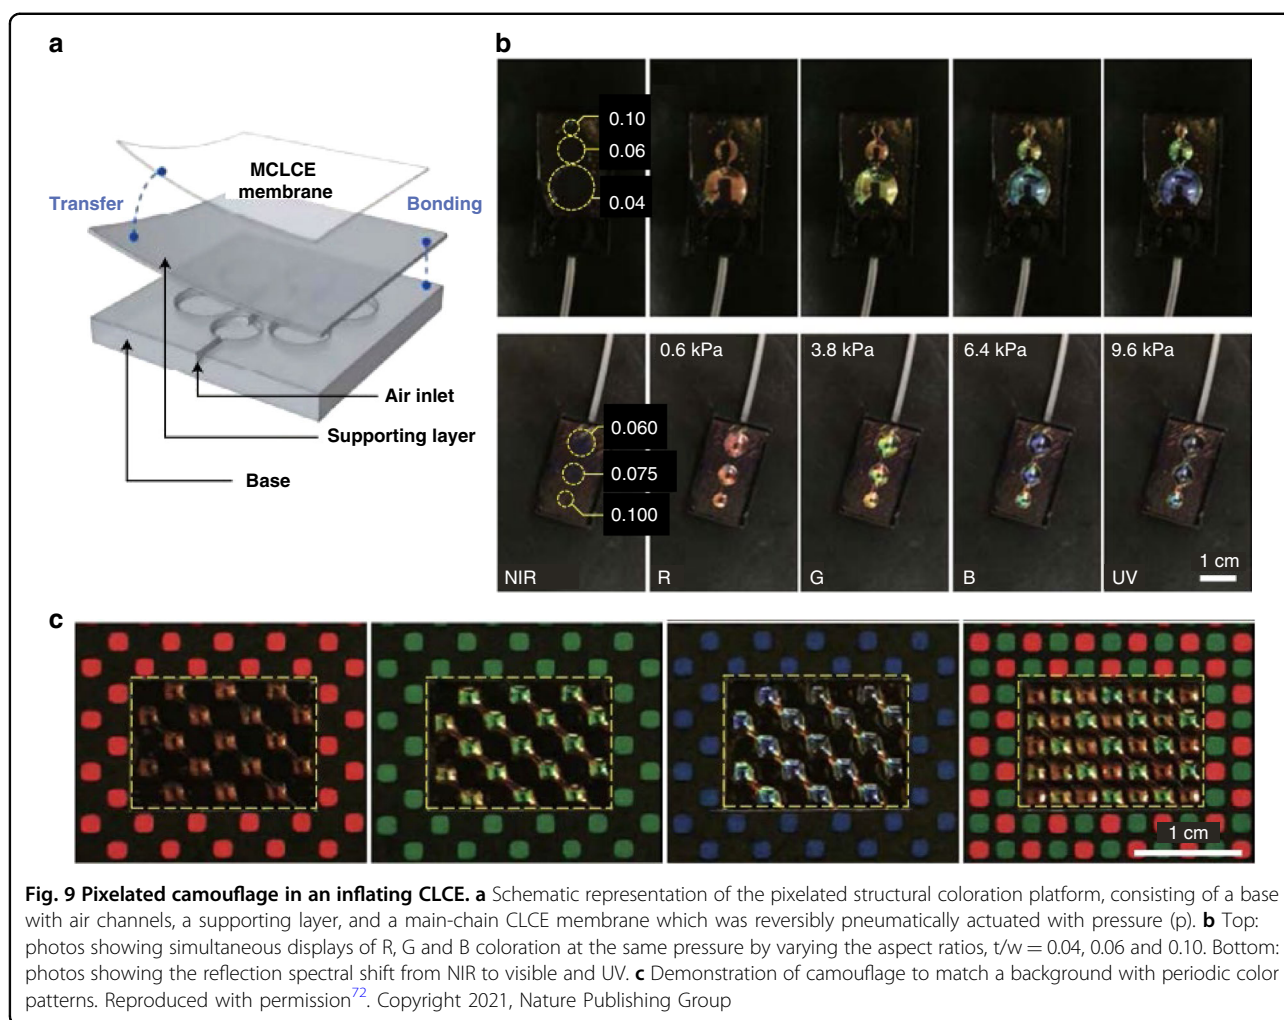 a
MCLCE
membrane
Transfer
Bonding
Air inlet
Supporting layer
Base
b
0.10
0.06
0.04
0.6 kPa
3.8 kPa
6.4 kPa
9.6 kPa
0.060
0.075
0.100
NIR
R
G
B
UV
1 cm
c
1 cm
Fig. 9 Pixelated camouflage in an inflating CLCE. a Schematic representation of the pixelated structural coloration platform, consisting of a base
with air channels, a supporting layer, and a main-chain CLCE membrane which was reversibly pneumatically actuated with pressure (p). b Top:
photos showing simultaneous displays of R, G and B coloration at the same pressure by varying the aspect ratios, t/w = 0.04, 0.06 and 0.10. Bottom:
photos showing the reflection spectral shift from NIR to visible and UV. c Demonstration of camouflage to match a background with periodic color
patterns. Reproduced with permission72. Copyright 2021, Nature Publishing Group